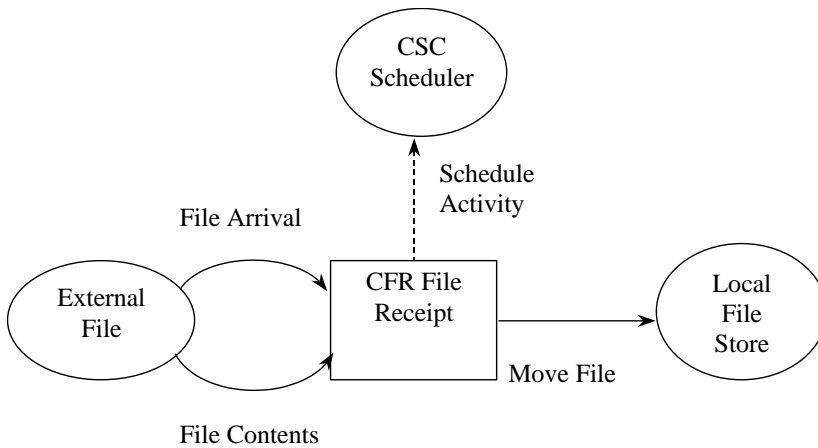 CSC
Scheduler
Schedule
Activity
File Arrival
External
File
CFR File
Receipt
Local
File
Store
Move File
File Contents